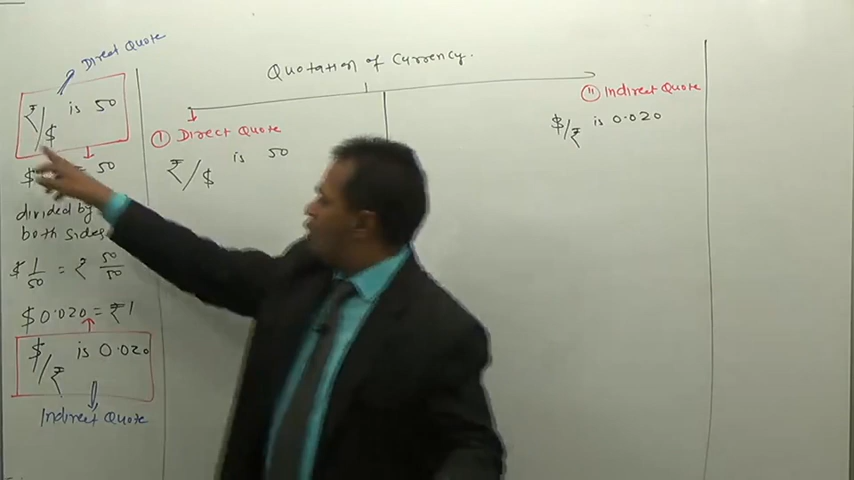 Direct Quote
₹/$ is 50
50
divided by
both sides
$ 1/50 = ₹ 50/50
$ 0.020 = ₹ 1
$/₹ is 0.020
Indirect Quote
Quotation of Currency.
I Direct Quote
₹/$ is 50
II Indirect Quote
$/₹ is 0.020